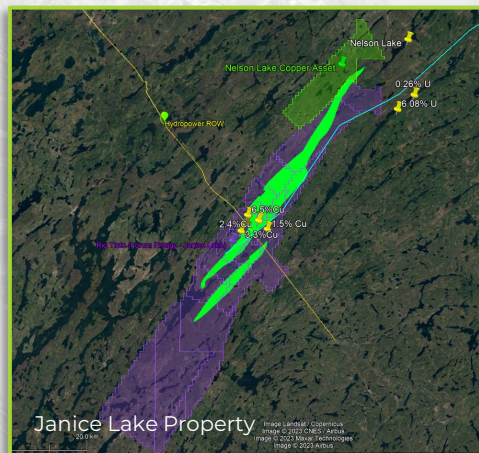 Nelson Lake
Nelson Lake Copper Asset
0.26% U
6.08% U
Hydropower ROW
6.5%Cu
2.4%Cu
1.5% Cu
3.3%Cu
Janice Lake Property
20.0 km
Image Landsat / Copernicus
Image © 2023 CNES / Airbus
Image © 2023 Maxar Technologies
Image © 2023 Airbus